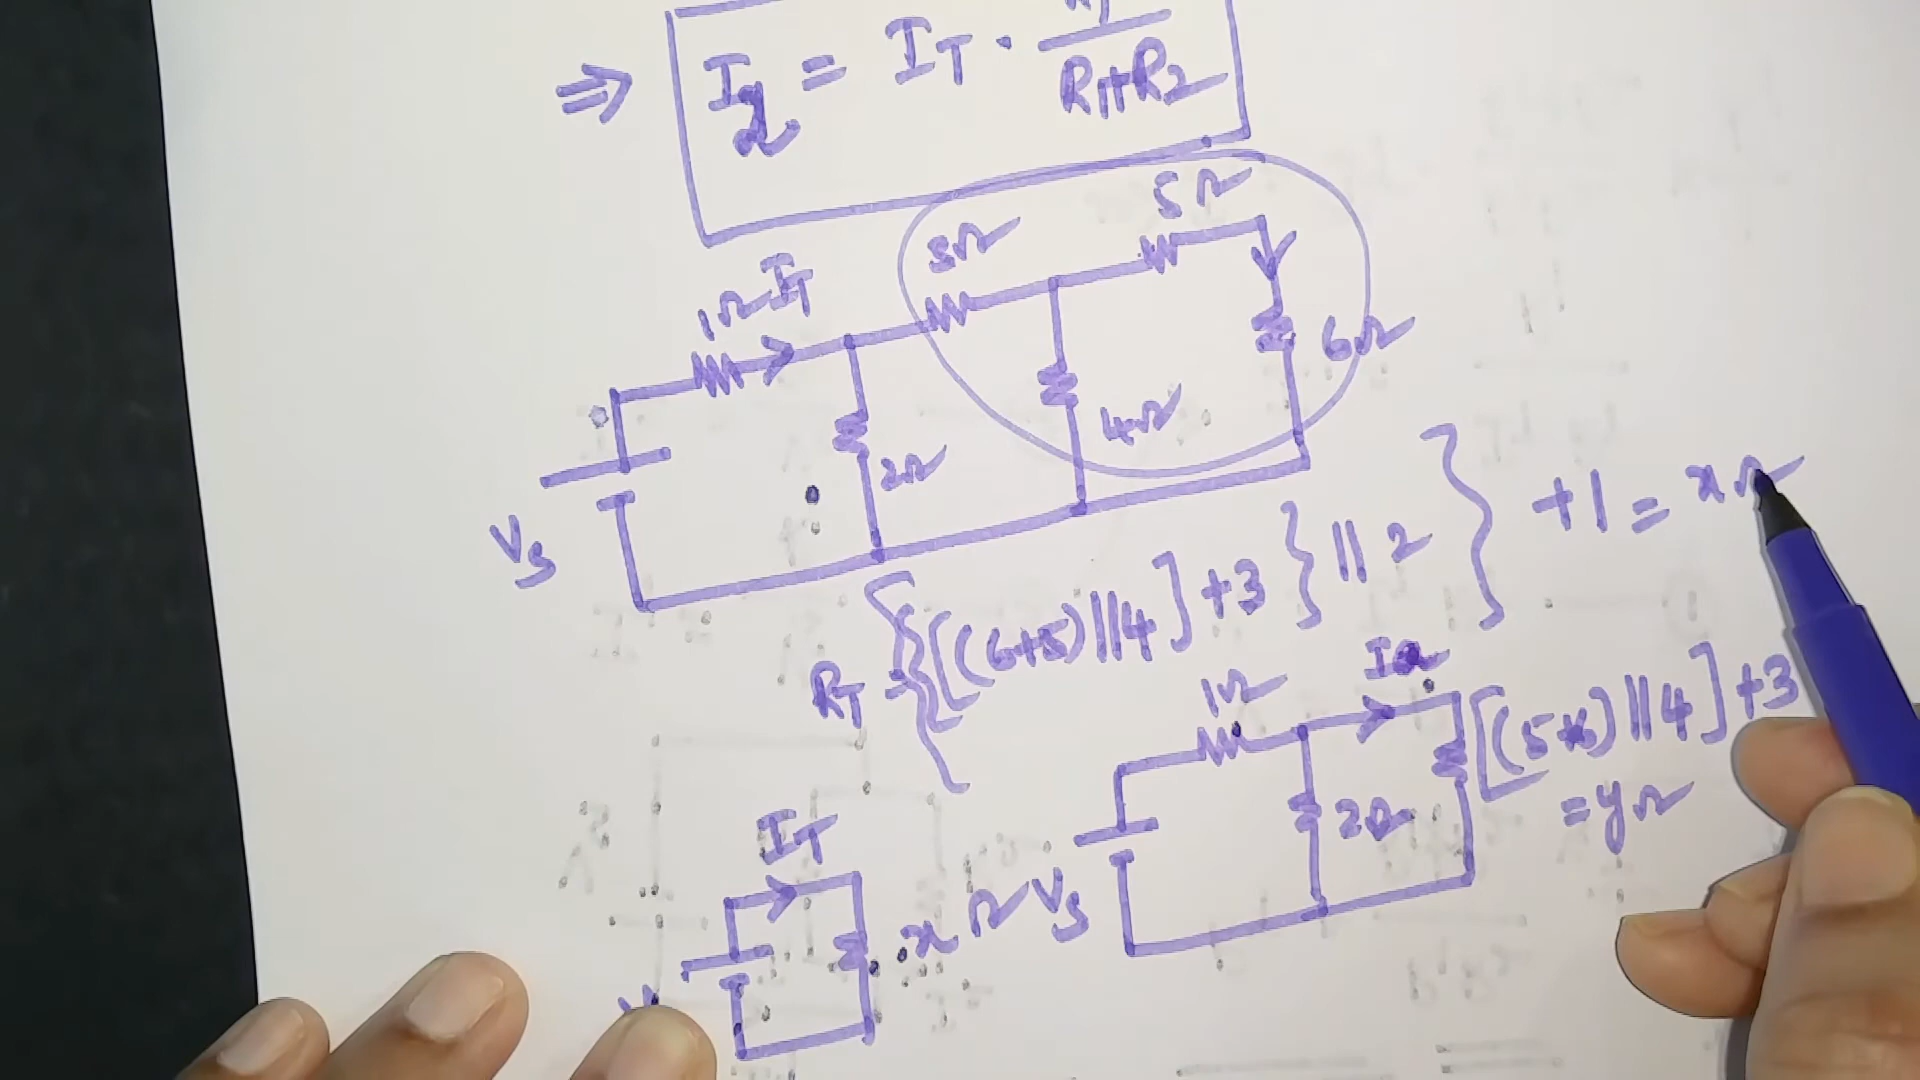 ⇒ I2 = IT · R1 / R1+R2
5Ω
3Ω
1Ω IT
6Ω
4Ω
2Ω
Vs
RT = {{[(6+5)||4]+3}||2} +1 = xΩ
Ia
1Ω
[(5+6)||4]+3
2Ω
= yΩ
IT
xΩ
Vs